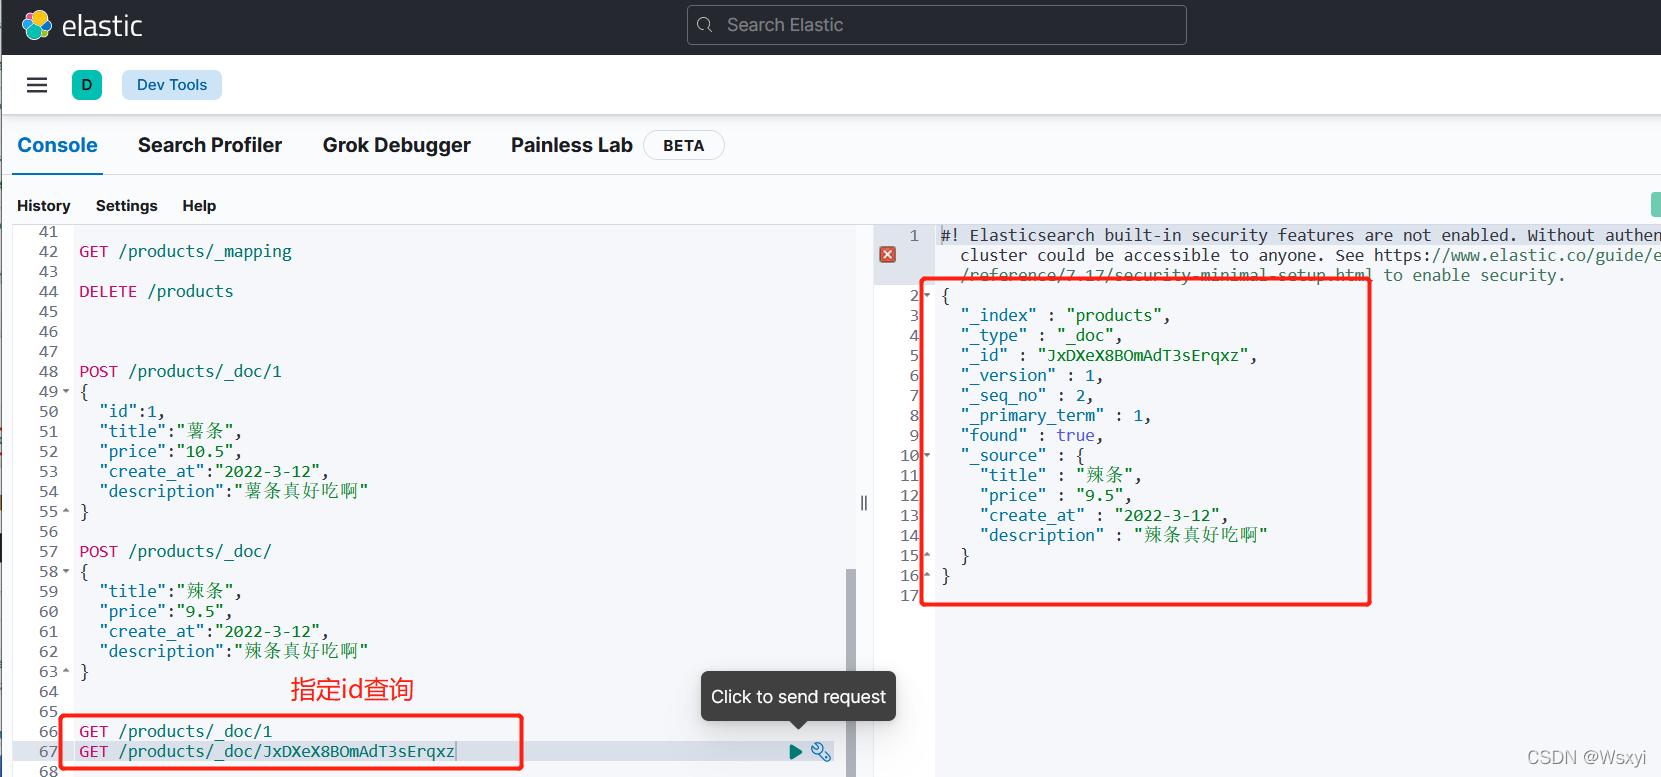 elastic
Search Elastic
D
Dev Tools
Console
Search Profiler
Grok Debugger
Painless Lab
BETA
History
Settings
Help
41
42 GET /products/_mapping
43
44 DELETE /products
45
46
47
48 POST /products/_doc/1
49 {
50 "id":1,
51 "title":"薯条",
52 "price":"10.5",
53 "create_at":"2022-3-12",
54 "description":"薯条真好吃啊"
55 }
56
57 POST /products/_doc/
58 {
59 "title":"辣条",
60 "price":"9.5",
61 "create_at":"2022-3-12",
62 "description":"辣条真好吃啊"
63 }
64
指定id查询
65
66 GET /products/_doc/1
67 GET /products/_doc/JxDXeX8BOmAdT3sErqxz
68
Click to send request
1 #! Elasticsearch built-in security features are not enabled. Without authen
cluster could be accessible to anyone. See https://www.elastic.co/guide/e
/reference/7.17/security-minimal-setup.html to enable security.
2 {
3 "_index" : "products",
4 "_type" : "_doc",
5 "_id" : "JxDXeX8BOmAdT3sErqxz",
6 "_version" : 1,
7 "_seq_no" : 2,
8 "_primary_term" : 1,
9 "found" : true,
10 "_source" : {
11 "title" : "辣条",
12 "price" : "9.5",
13 "create_at" : "2022-3-12",
14 "description" : "辣条真好吃啊"
15 }
16 }
17
CSDN @Wsxyi